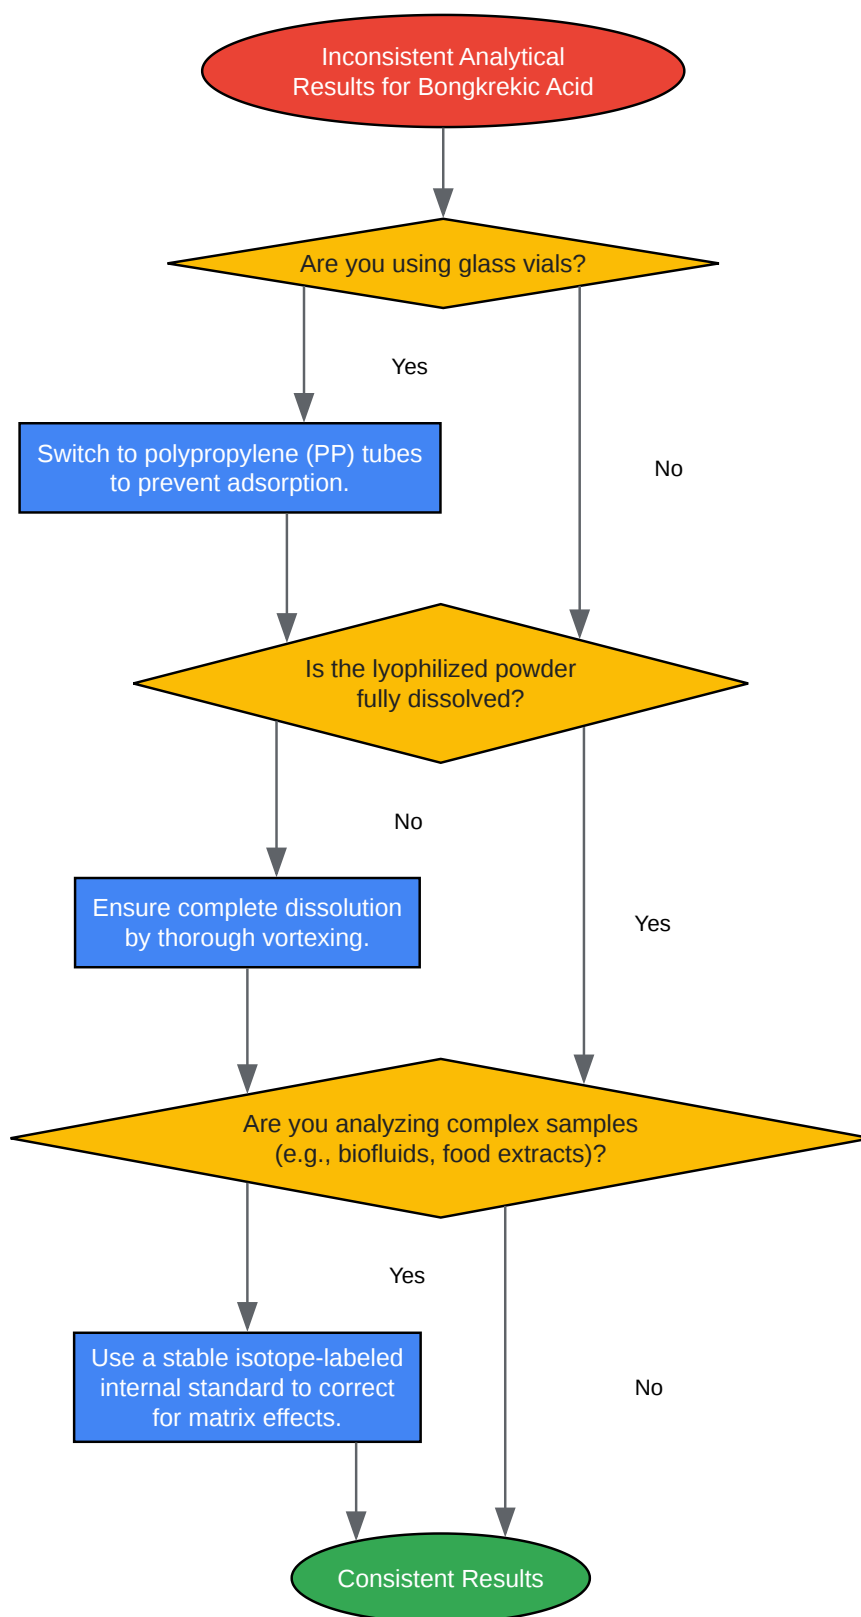 Inconsistent Analytical
Results for Bongkrekic Acid
Are you using glass vials?
Yes
Switch to polypropylene (PP) tubes
to prevent adsorption.
No
Is the lyophilized powder
fully dissolved?
No
Ensure complete dissolution
by thorough vortexing.
Yes
Are you analyzing complex samples
(e.g., biofluids, food extracts)?
Yes
Use a stable isotope-labeled
internal standard to correct
for matrix effects.
No
Consistent Results